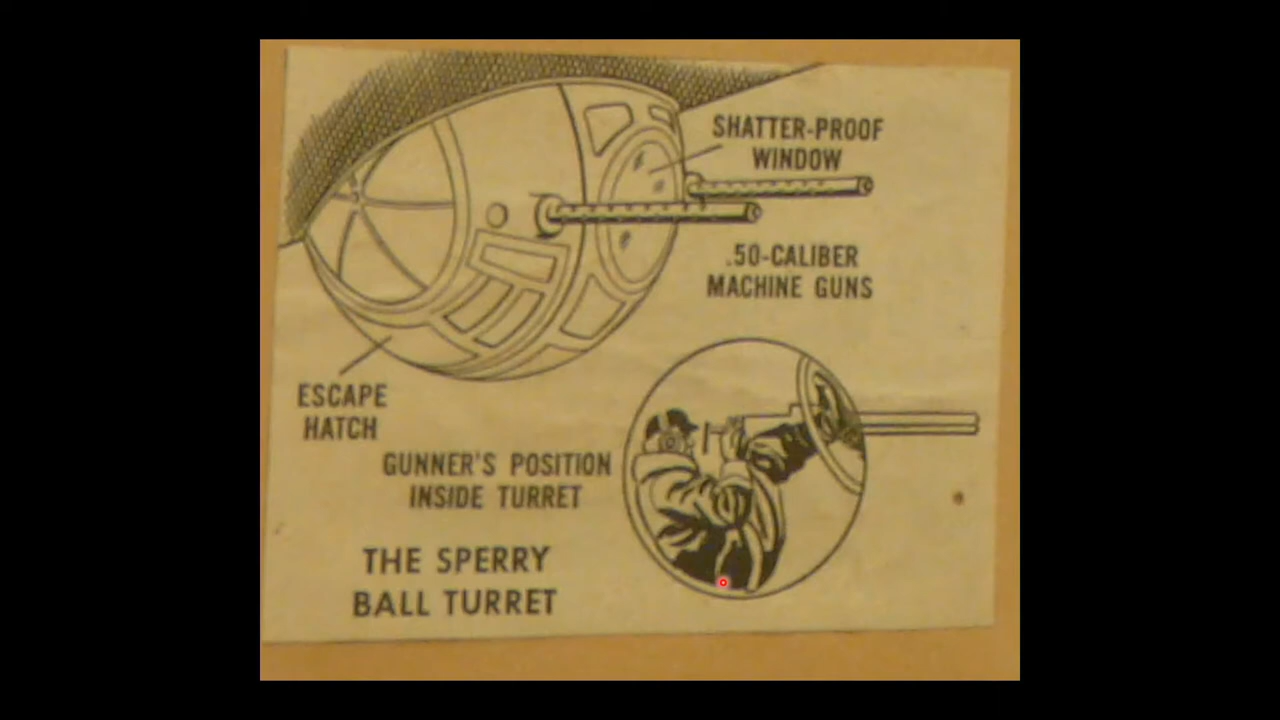 SHATTER-PROOF
WINDOW
.50-CALIBER
MACHINE GUNS
ESCAPE
HATCH
GUNNER'S POSITION
INSIDE TURRET
THE SPERRY
BALL TURRET